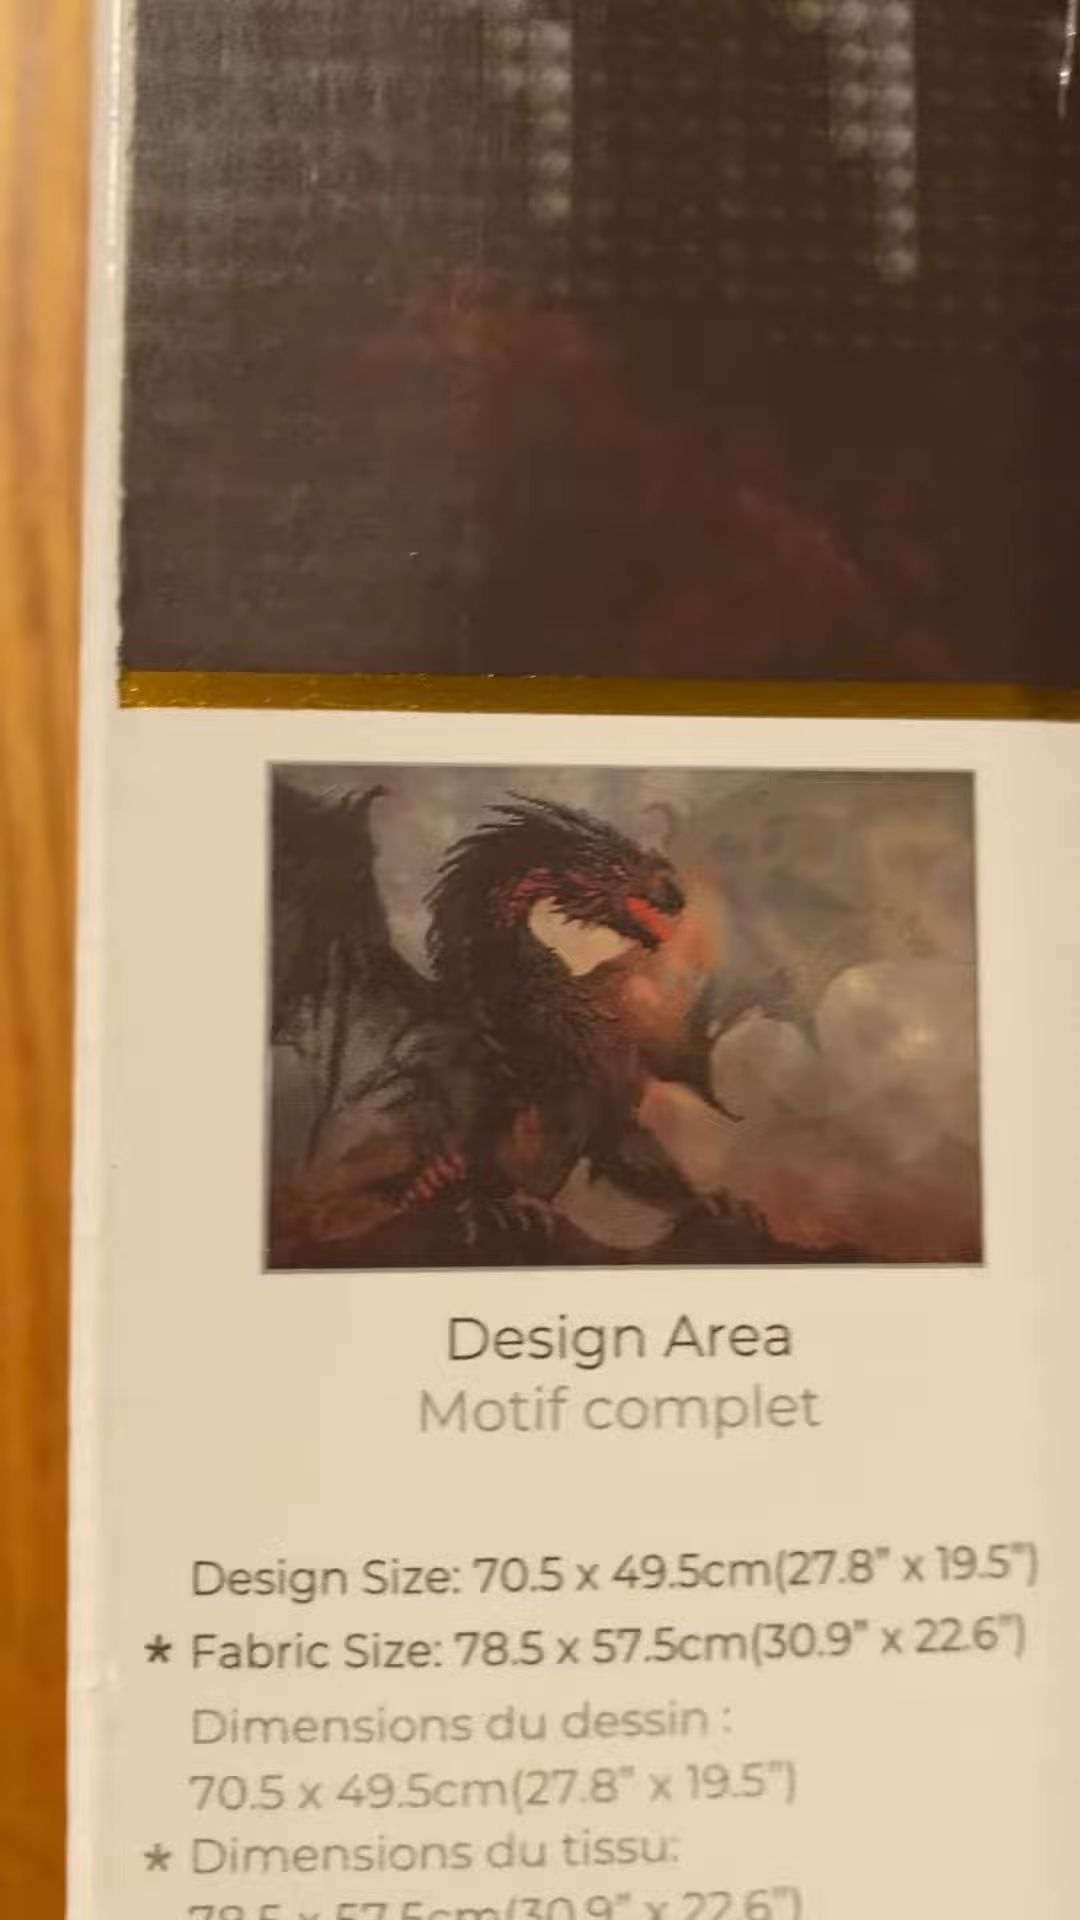 Design Area
Motif complet
Design Size: 70.5 x 49.5cm(27.8" x 19.5")
* Fabric Size: 78.5 x 57.5cm(30.9" x 22.6")
Dimensions du dessin :
70.5 x 49.5cm(27.8" x 19.5")
* Dimensions du tissu:
78.5 x 57.5cm(30.9" x 22.6")